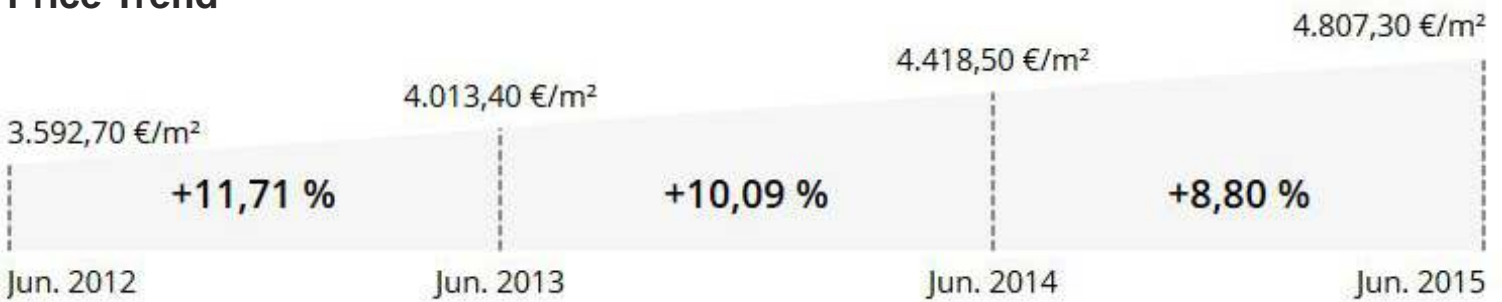 Price Trend
4.807,30 €/m²
4.418,50 €/m²
4.013,40 €/m²
3.592,70 €/m²
+11,71 % +10,09 % +8,80 %
Jun. 2012 Jun. 2013 Jun. 2014 Jun. 2015